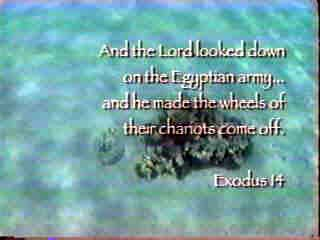 And the Lord looked down
on the Egyptian army...
and he made the wheels of
their chariots come off.
Exodus 14